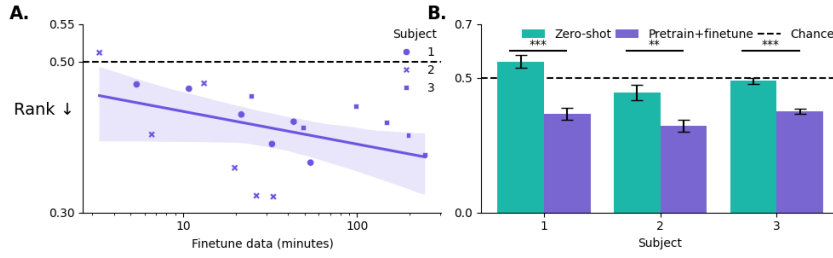 A.
0.55
0.50
0.30
Rank ↓
Subject
1
2
3
10
100
Finetune data (minutes)
B.
0.7
0.5
0.0
Zero-shot
Pretrain+finetune
Chance
***
**
***
1
2
3
Subject